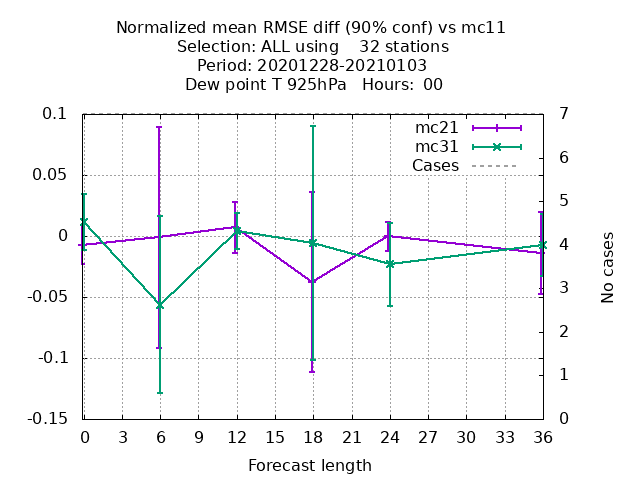 Normalized mean RMSE diff (90% conf) vs mc11
Selection: ALL using    32 stations
Period: 20201228-20210103
Dew point T 925hPa   Hours:  00
0.1
0.05
0
-0.05
-0.1
-0.15
7
6
5
4
3
2
1
0
mc21
mc31
Cases
No cases
0 3 6 9 12 15 18 21 24 27 30 33 36
Forecast length